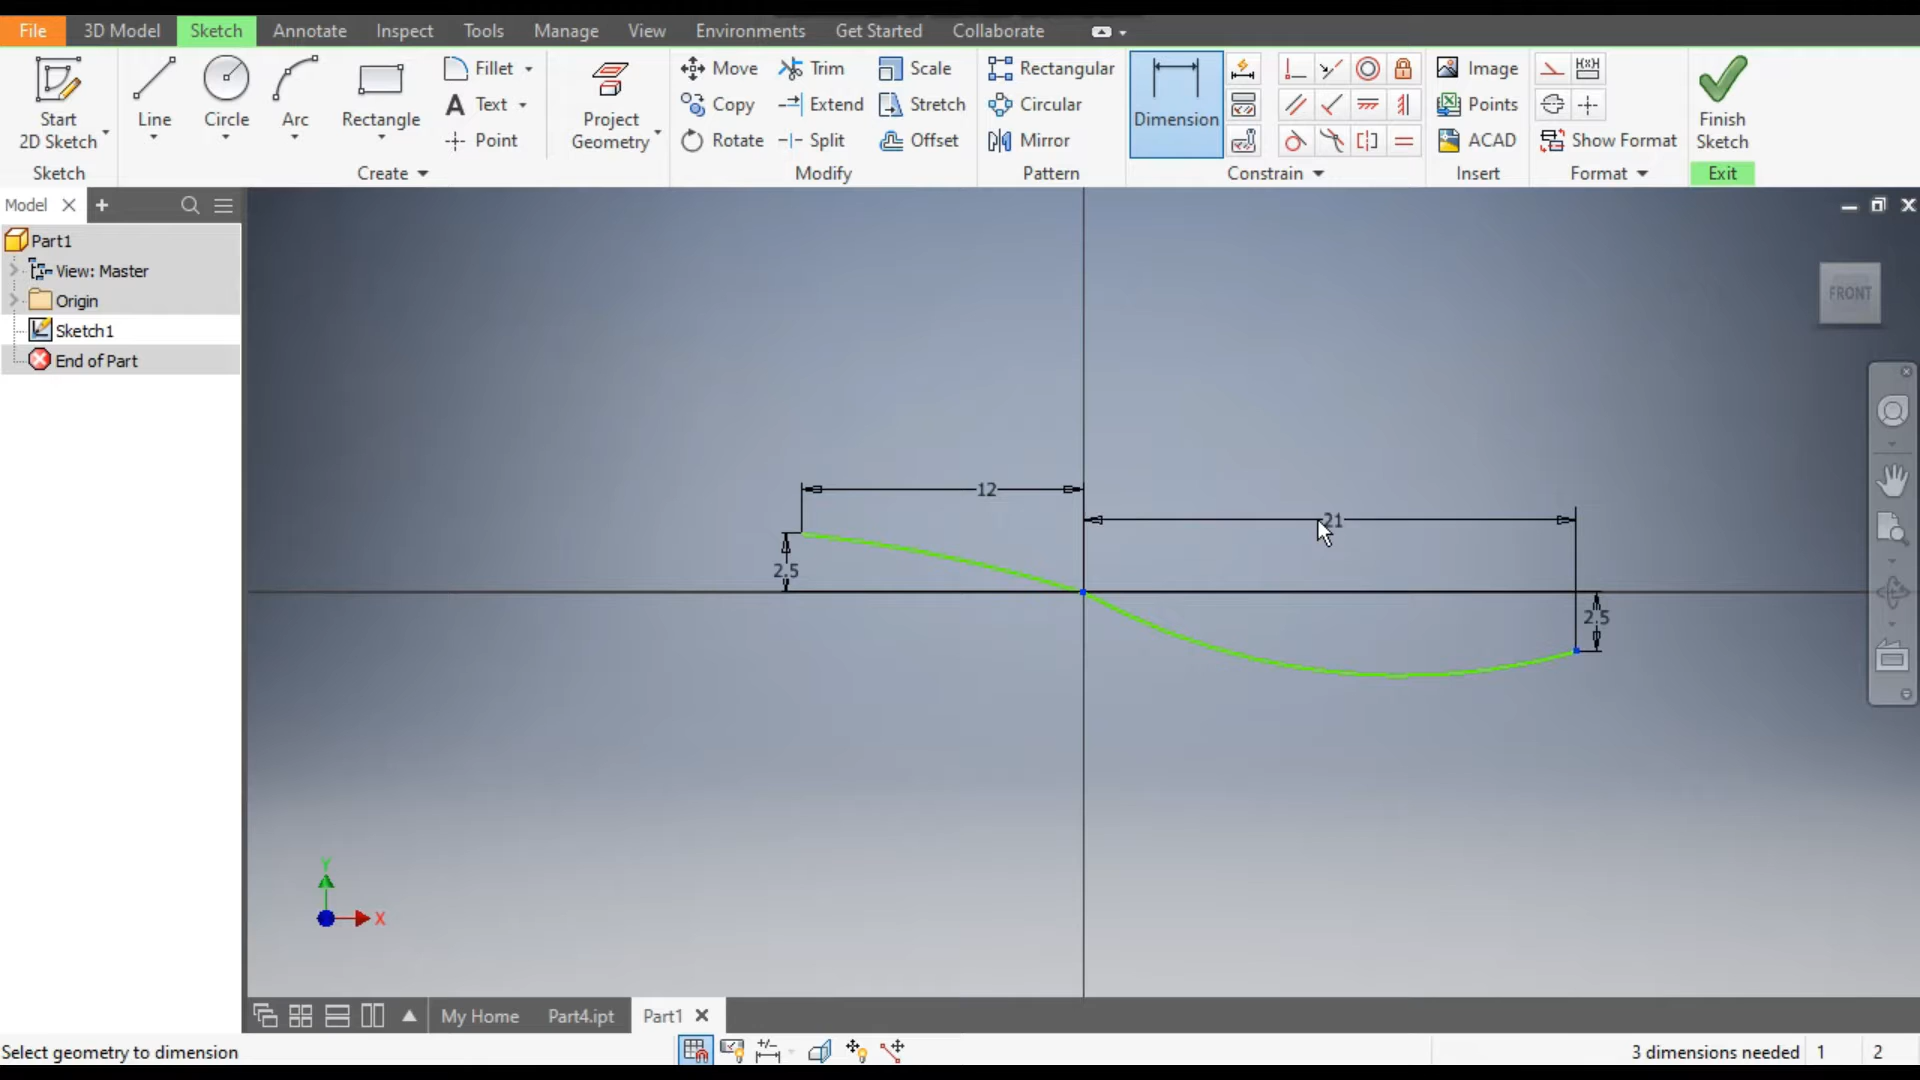 File 3D Model Sketch Annotate Inspect Tools Manage View Environments Get Started Collaborate
Start
2D Sketch
Line
Circle
Arc
Rectangle
Fillet
Text
Point
Project
Geometry
Move
Copy
Rotate
Trim
Extend
Split
Scale
Stretch
Offset
Rectangular
Circular
Mirror
Dimension
Image
Points
ACAD
Show Format
Finish
Sketch
Sketch Create Modify Pattern Constrain Insert Format Exit
Model
Part1
View: Master
Origin
Sketch1
End of Part
FRONT
12
21
2.5
2.5
Y
X
My Home Part4.ipt Part1
Select geometry to dimension
3 dimensions needed 1 2